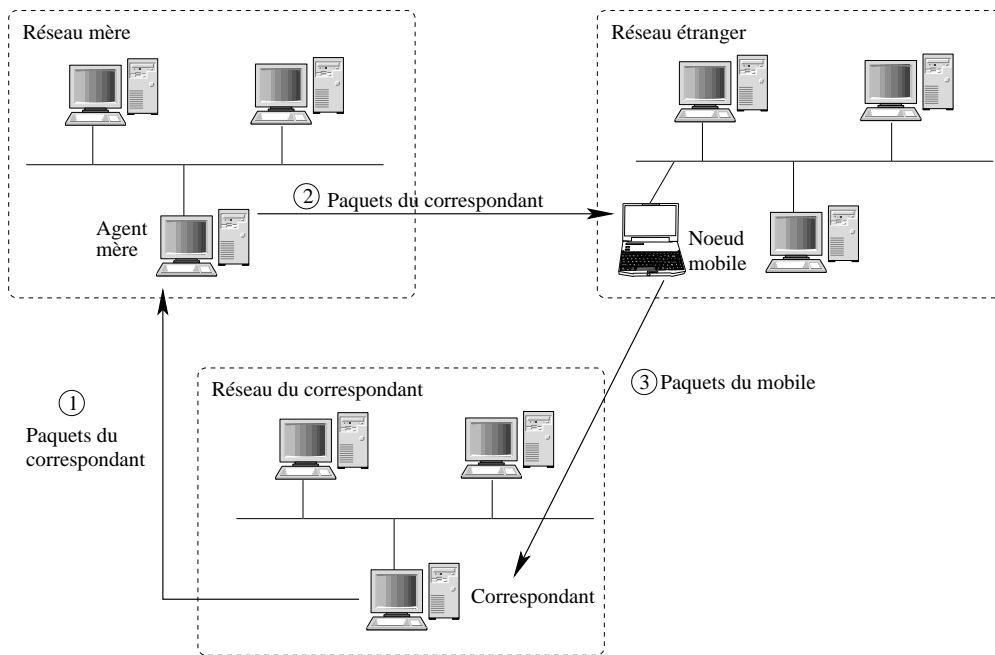 Réseau mère
Réseau étranger
2 Paquets du correspondant
Agent
mère
Noeud
mobile
3 Paquets du mobile
Réseau du correspondant
1
Paquets du
correspondant
Correspondant